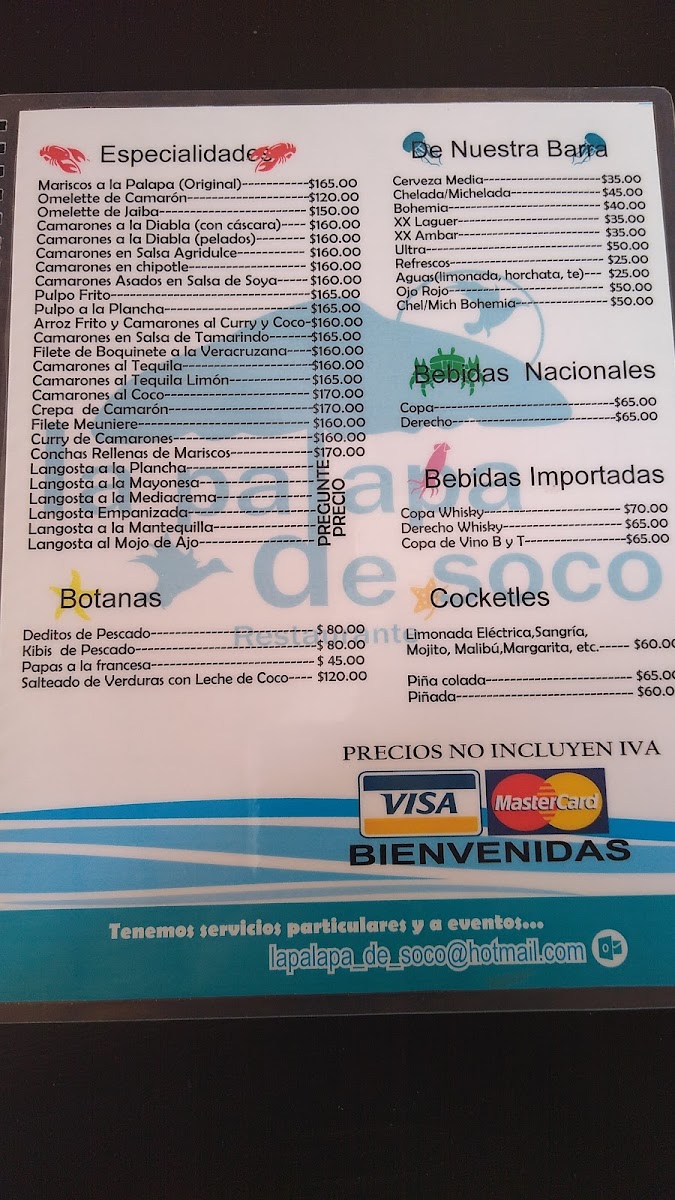 Especialidades
Mariscos a la Palapa (Original)-----------$165.00
Omelette de Camarón--------------------$120.00
Omelette de Jaiba-------------------------$150.00
Camarones a la Diabla (con cáscara)---- $160.00
Camarones a la Diabla (pelados)--------- $160.00
Camarones en Salsa Agridulce------------ $160.00
Camarones en chipotle-------------------- $160.00
Camarones Asados en Salsa de Soya----- $160.00
Pulpo Frito----------------------------------$165.00
Pulpo a la Plancha------------------------- $165.00
Arroz Frito y Camarones al Curry y Coco-$160.00
Camarones en Salsa de Tamarindo-------$165.00
Filete de Boquinete a la Veracruzana----$160.00
Camarones al Tequila----------------------$160.00
Camarones al Tequila Limón--------------$165.00
Camarones al Coco------------------------ $170.00
Crepa de Camarón-------------------------$170.00
Filete Meuniere---------------------------- $160.00
Curry de Camarones-----------------------$160.00
Conchas Rellenas de Mariscos-------------$170.00
Langosta a la Plancha---------------------
Langosta a la Mayonesa-------------------
Langosta a la Mediacrema----------------
Langosta Empanizada---------------------
Langosta a la Mantequilla-----------------
Langosta al Mojo de Ajo-------------------
PREGUNTE
PRECIO
Botanas
Deditos de Pescado------------------------- $ 80.00
Kibis de Pescado---------------------------- $ 80.00
Papas a la francesa------------------------- $ 45.00
Salteado de Verduras con Leche de Coco---- $120.00
De Nuestra Barra
Cerveza Media--------------------$35.00
Chelada/Michelada---------------$45.00
Bohemia--------------------------$40.00
XX Laguer------------------------ $35.00
XX Ambar------------------------ $35.00
Ultra------------------------------$50.00
Refrescos-------------------------$25.00
Aguas(limonada, horchata, te)--- $25.00
Ojo Rojo-------------------------- $50.00
Chel/Mich Bohemia---------------$50.00
Bebidas Nacionales
Copa------------------------------$65.00
Derecho---------------------------$65.00
Bebidas Importadas
Copa Whisky--------------------- $70.00
Derecho Whisky------------------ $65.00
Copa de Vino B y T---------------$65.00
Cocketles
Limonada Eléctrica,Sangría,
Mojito, Malibú,Margarita, etc.------ $60.00
Piña colada------------------------ $65.00
Piñada----------------------------- $60.0
la palapa
de soco
Restaurante
PRECIOS NO INCLUYEN IVA
VISA MasterCard
BIENVENIDAS
Tenemos servicios particulares y a eventos...
lapalapa_de_soco@hotmail.com